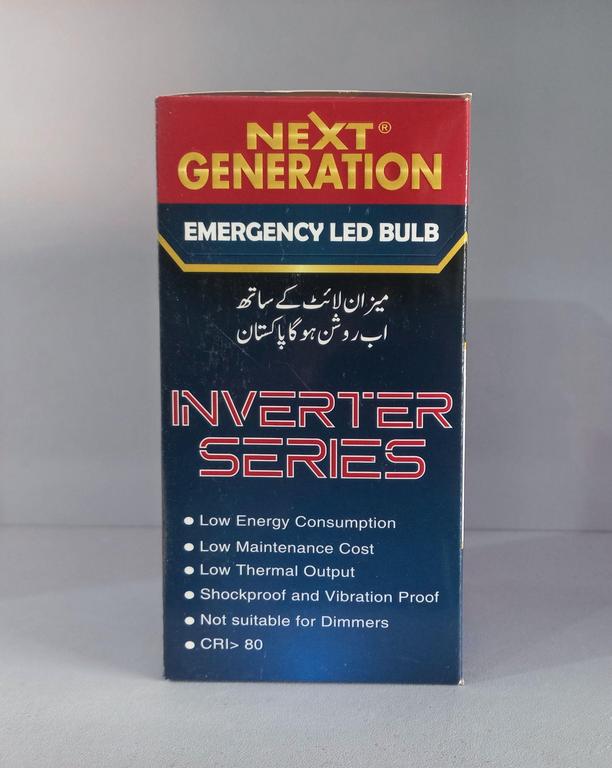 NEXT®
GENERATION
EMERGENCY LED BULB
میزان لائٹ کے ساتھ
اب روشن ہوگا پاکستان
INVERTER
SERIES
● Low Energy Consumption
● Low Maintenance Cost
● Low Thermal Output
● Shockproof and Vibration Proof
● Not suitable for Dimmers
● CRI> 80